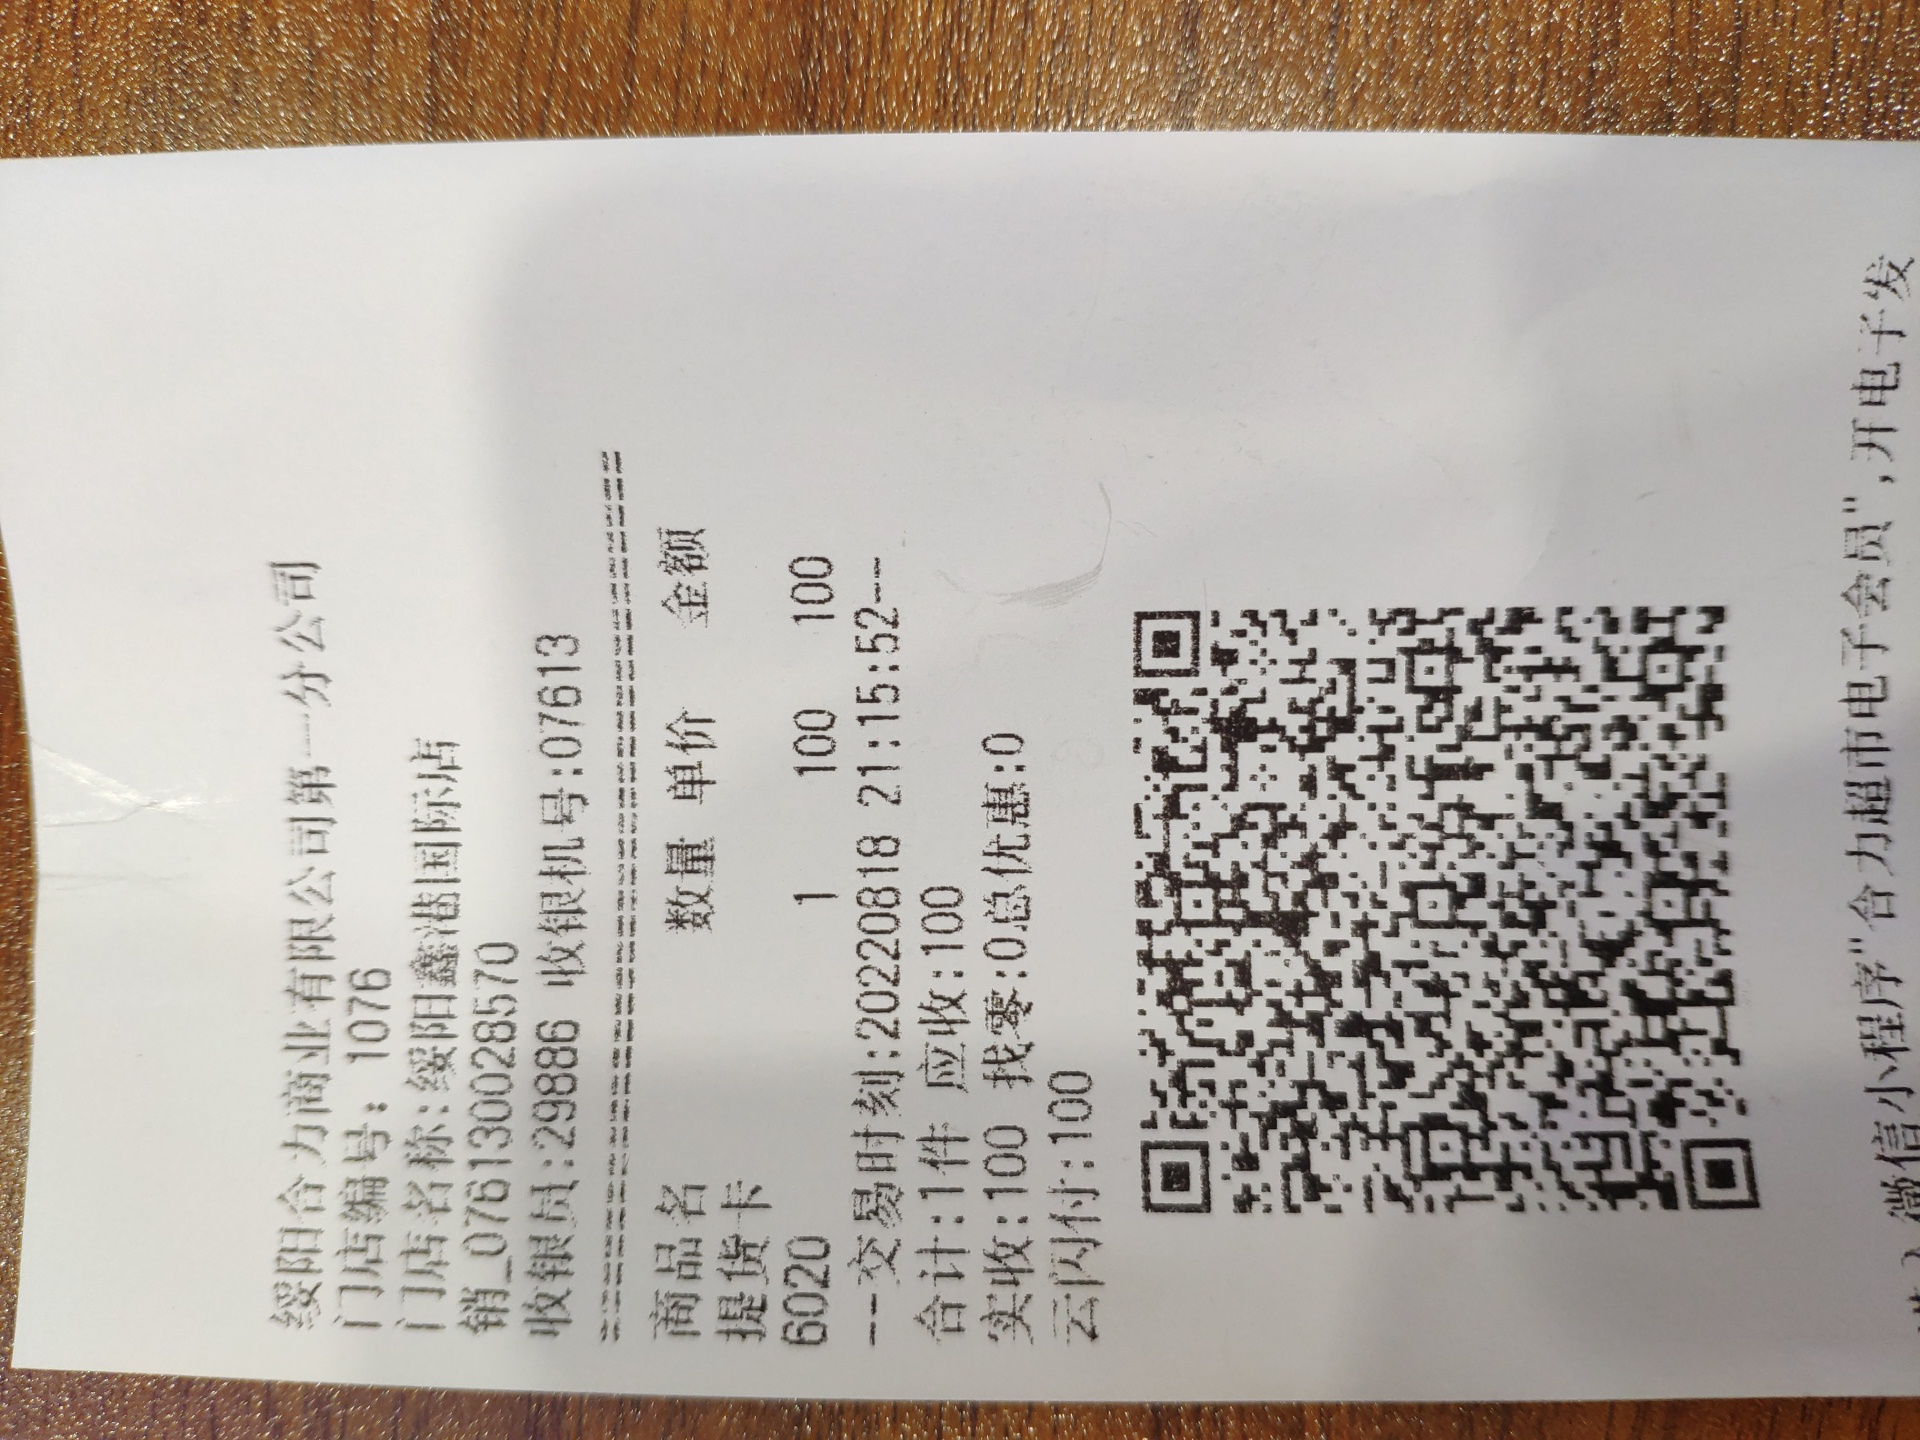 绥阳合力商业有限公司第一分公司
门店编号: 1076
门店名称:绥阳鑫港国际店
销_0761300028570
收银员:29886 收银机号:07613
================================
商品名 数量 单价 金额
提货卡
6020 1 100 100
--交易时刻:20220818 21:15:52--
合计:1件 应收:100
实收:100 找零:0总优惠:0
云闪付:100
微信小程序"合力超市电子会员",开电子发